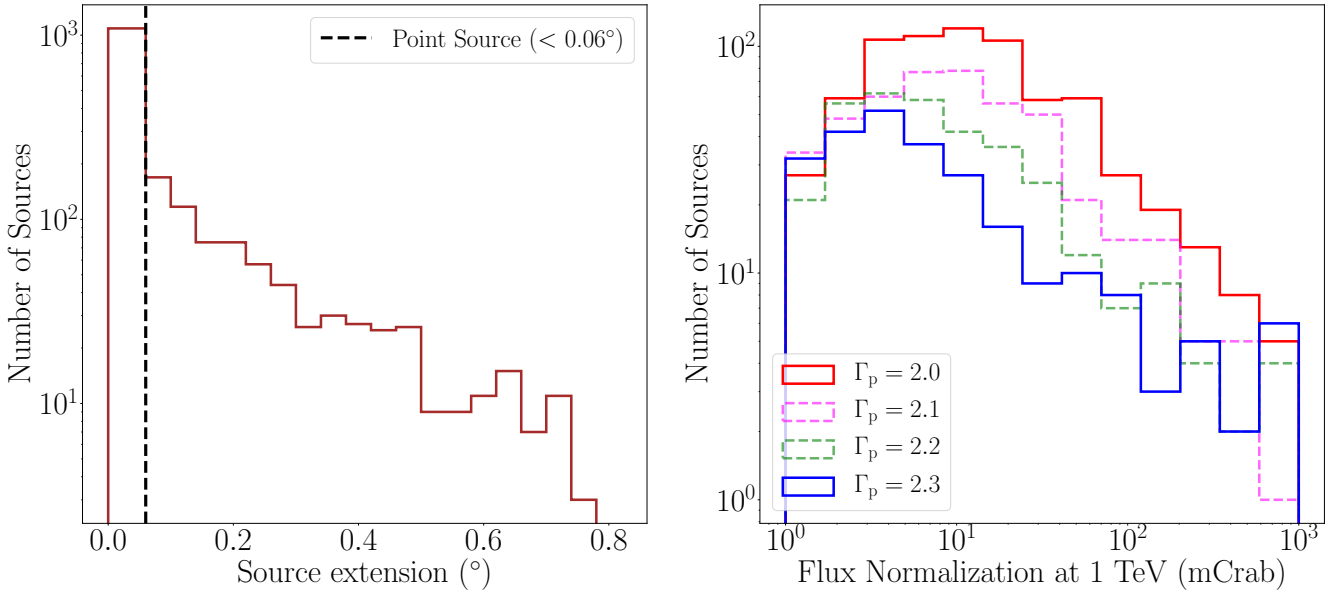 Number of Sources
10³
10²
10¹
Point Source (< 0.06°)
0.0 0.2 0.4 0.6 0.8
Source extension (°)
Number of Sources
10²
10¹
10⁰
Γₚ = 2.0
Γₚ = 2.1
Γₚ = 2.2
Γₚ = 2.3
10⁰ 10¹ 10² 10³
Flux Normalization at 1 TeV (mCrab)